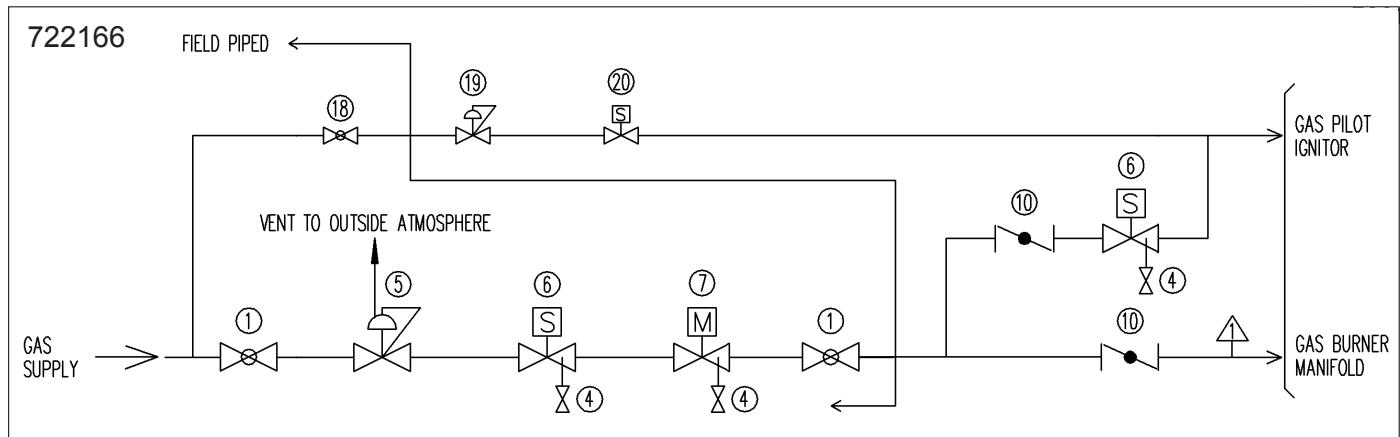 722166
FIELD PIPED
19
20
18
GAS PILOT
IGNITOR
6
S
S
10
VENT TO OUTSIDE ATMOSPHERE
4
5
6
7
1
S
M
1
10
1
GAS
SUPPLY
GAS BURNER
MANIFOLD
4
4